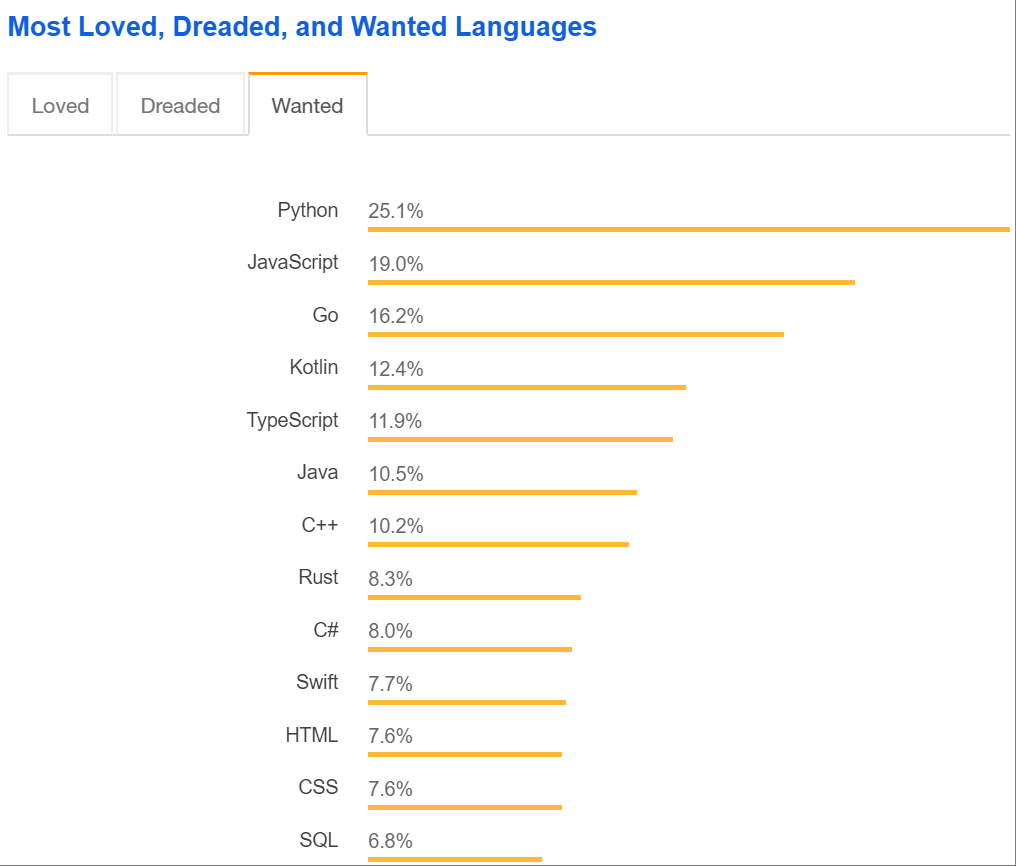 Most Loved, Dreaded, and Wanted Languages
Loved Dreaded Wanted
Python 25.1%
JavaScript 19.0%
Go 16.2%
Kotlin 12.4%
TypeScript 11.9%
Java 10.5%
C++ 10.2%
Rust 8.3%
C# 8.0%
Swift 7.7%
HTML 7.6%
CSS 7.6%
SQL 6.8%